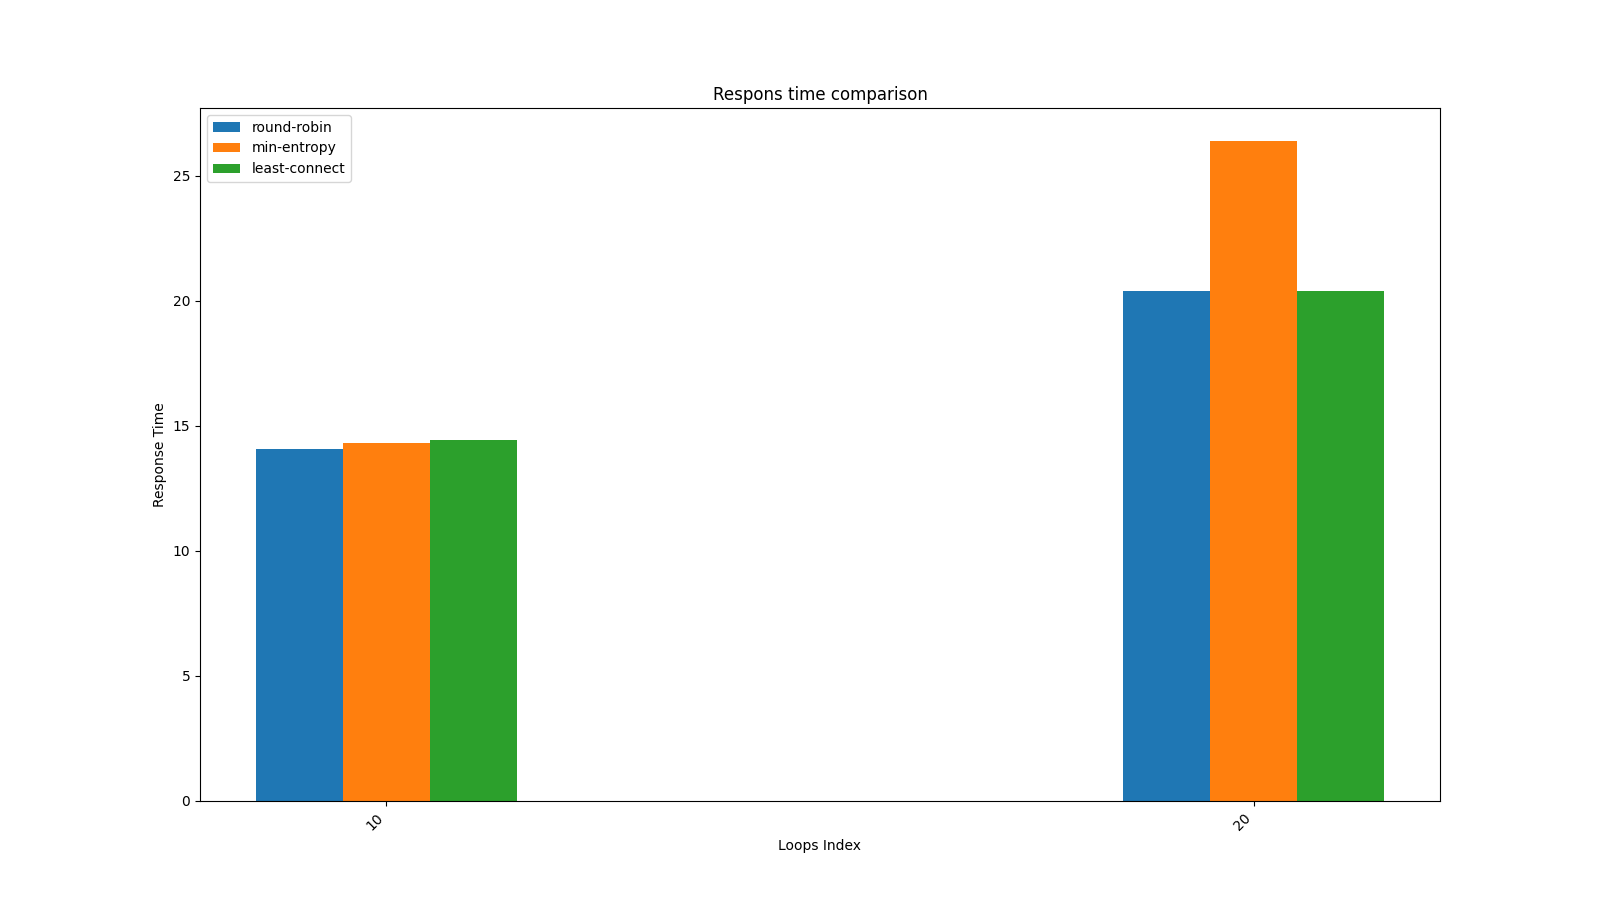 Respons time comparison
round-robin
min-entropy
least-connect
25
20
15
10
5
0
Response Time
10
20
Loops Index